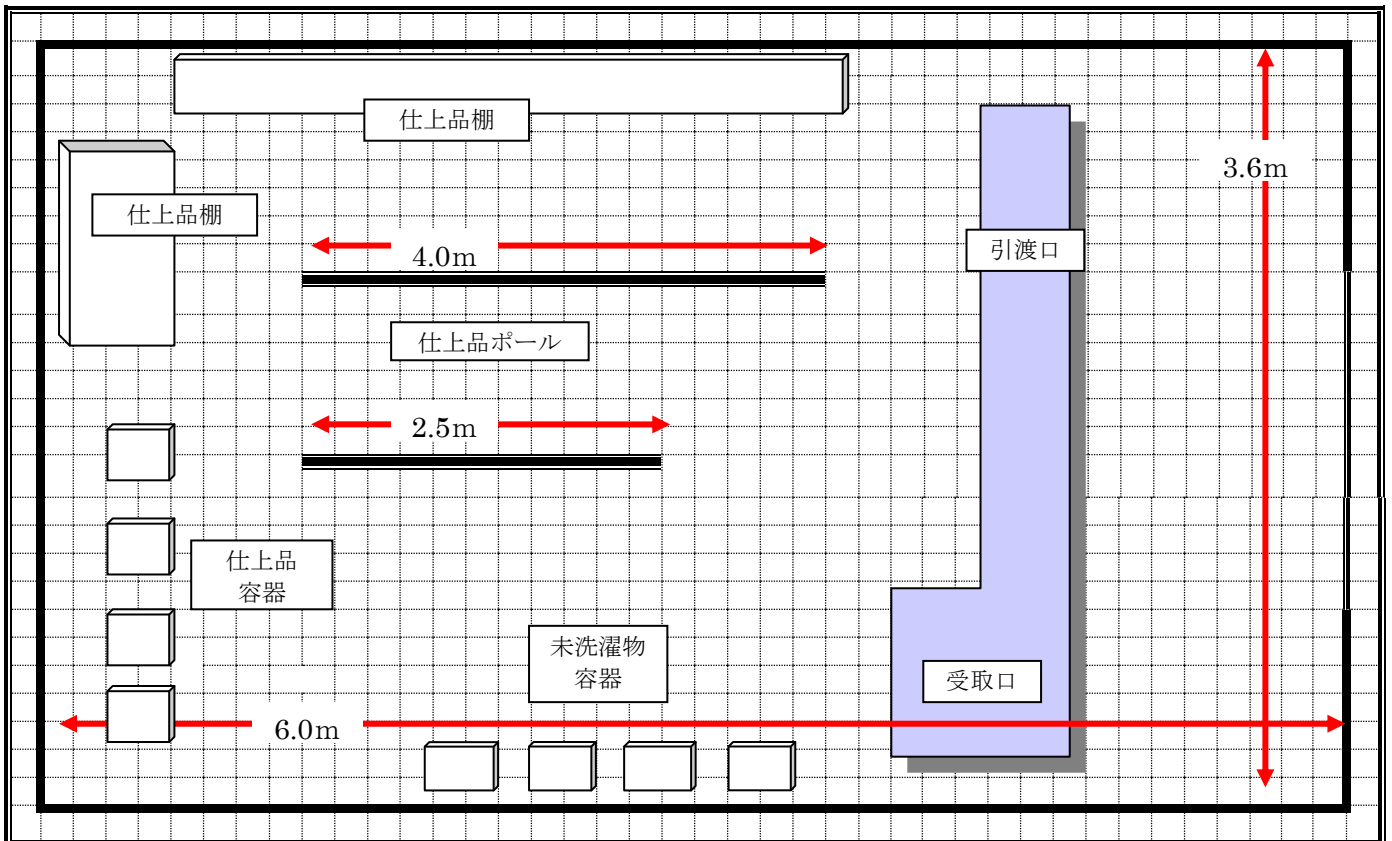 仕上品棚
3.6m
仕上品棚
引渡口
4.0m
仕上品ポール
2.5m
仕上品
容器
未洗濯物
容器
受取口
6.0m